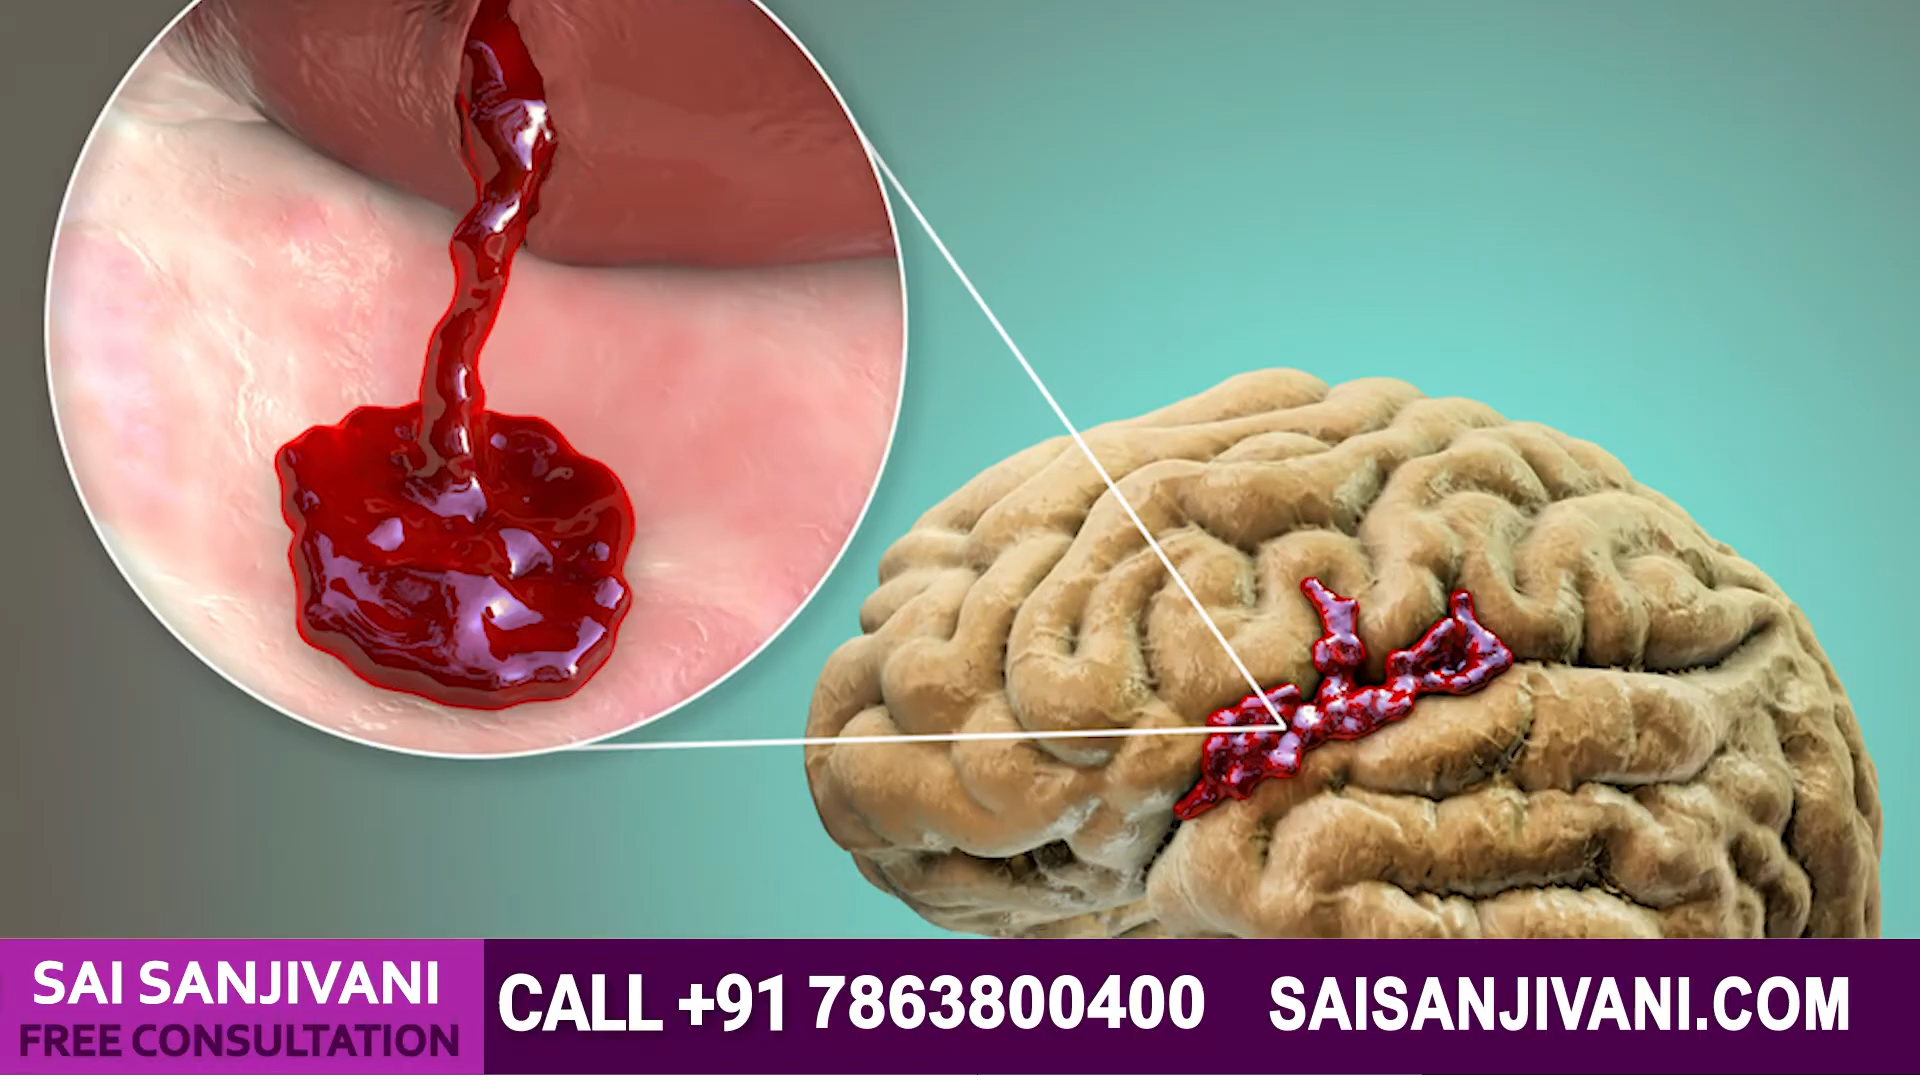 SAI SANJIVANI
FREE CONSULTATION
CALL +91 7863800400
SAISANJIVANI.COM